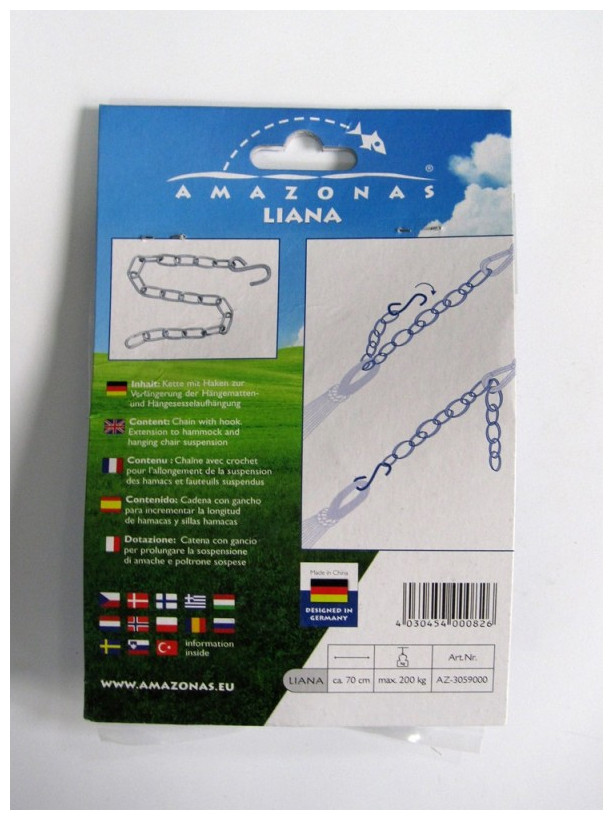 AMAZONAS®
LIANA
Inhalt: Kette mit Haken zur
Verlängerung der Hängematten-
und Hängesesselaufhängung
Content: Chain with hook.
Extension to hammock and
hanging chair suspension
Contenu : Chaîne avec crochet
pour l'allongement de la suspension
des hamacs et fauteuils suspendus
Contenido: Cadena con gancho
para incrementar la longitud
de hamacas y sillas hamacas
Dotazione: Catena con gancio
per prolungare la sospensione
di amache e poltrone sospese
information
inside
WWW.AMAZONAS.EU
Made in China
DESIGNED IN
GERMANY
4 030454 000826
kg
Art.Nr.
LIANA ca. 70 cm max. 200 kg AZ-3059000